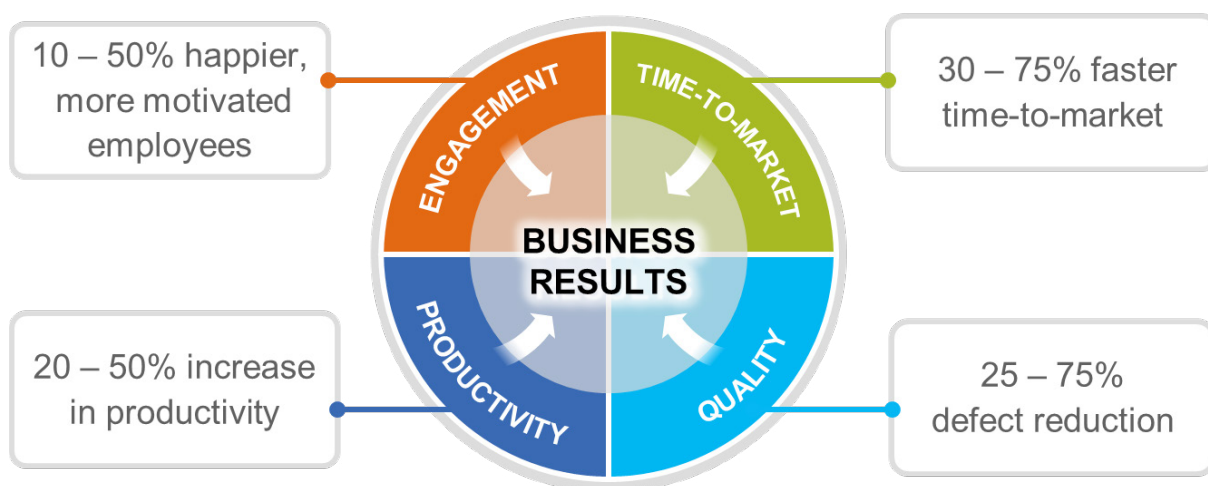 10 – 50% happier,
more motivated
employees
ENGAGEMENT
TIME-TO-MARKET
30 – 75% faster
time-to-market
BUSINESS
RESULTS
20 – 50% increase
in productivity
PRODUCTIVITY
QUALITY
25 – 75%
defect reduction